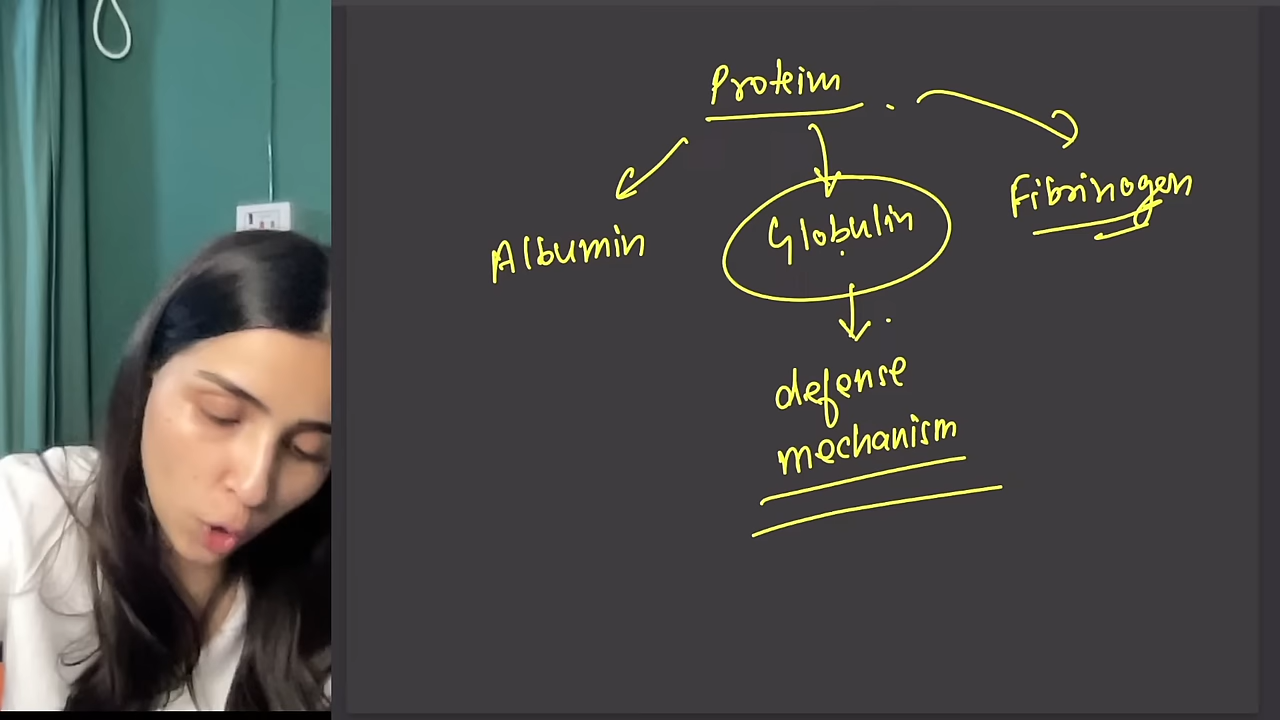 Protein
Albumin
Globulin
Fibrinogen
defense
mechanism